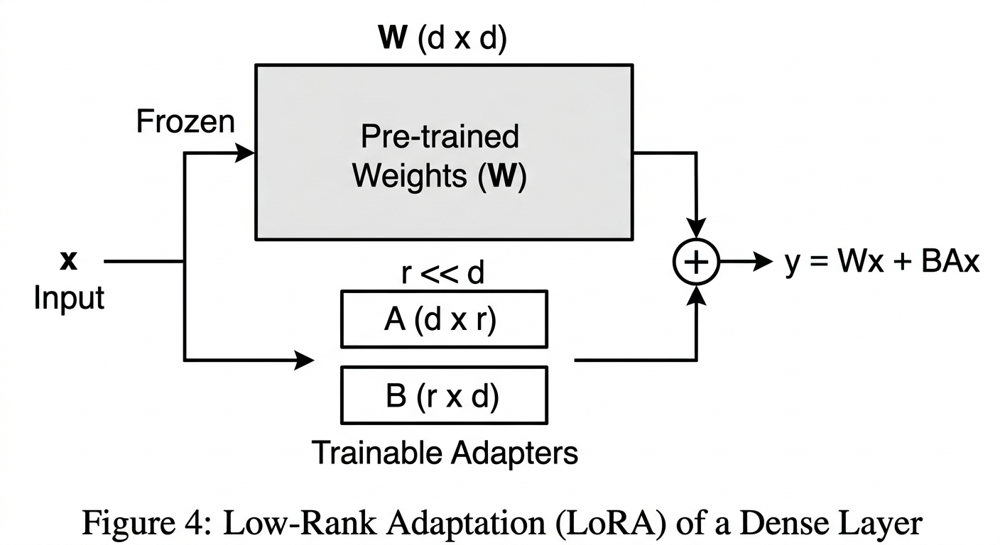 W (d x d)
Frozen
Pre-trained
Weights (W)
x
Input
r << d
A (d x r)
B (r x d)
Trainable Adapters
+
y = Wx + BAx
Figure 4: Low-Rank Adaptation (LoRA) of a Dense Layer